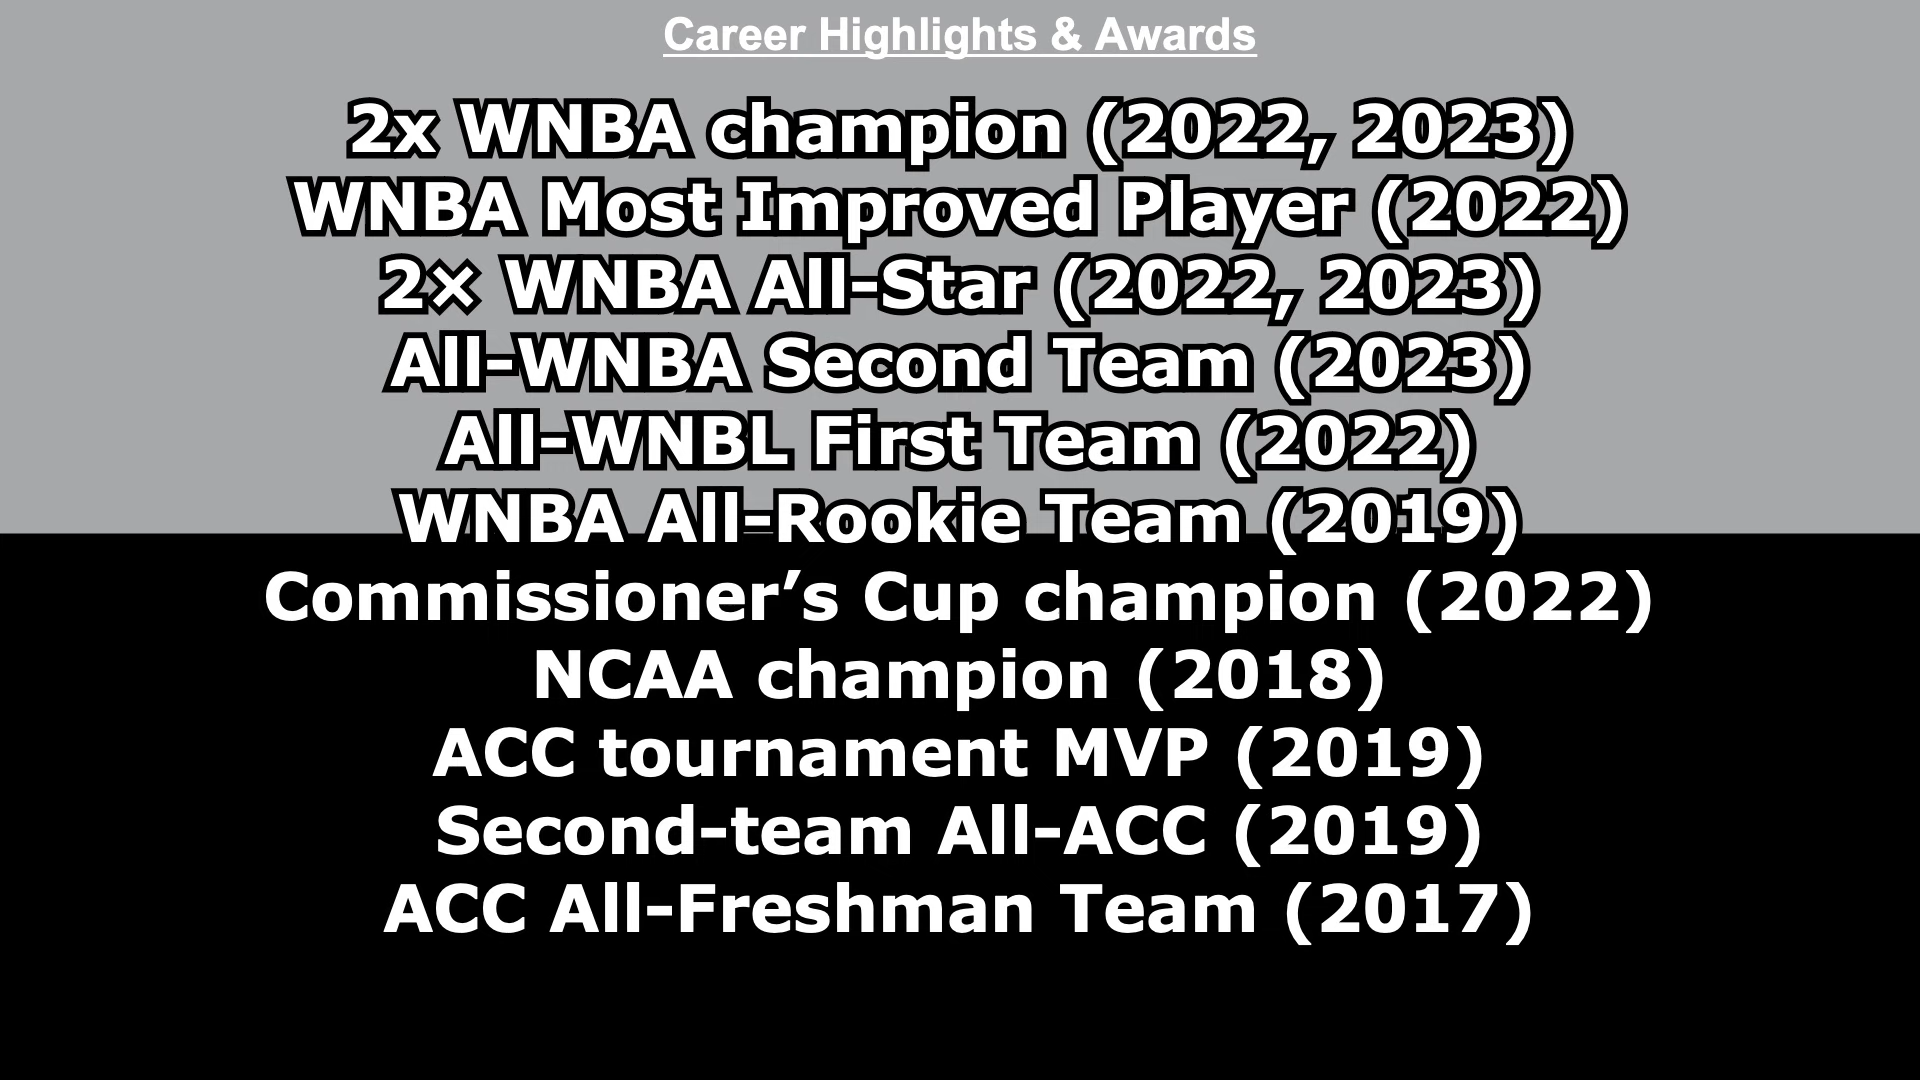 Career Highlights & Awards
2x WNBA champion (2022, 2023)
WNBA Most Improved Player (2022)
2× WNBA All-Star (2022, 2023)
All-WNBA Second Team (2023)
All-WNBL First Team (2022)
WNBA All-Rookie Team (2019)
Commissioner’s Cup champion (2022)
NCAA champion (2018)
ACC tournament MVP (2019)
Second-team All-ACC (2019)
ACC All-Freshman Team (2017)